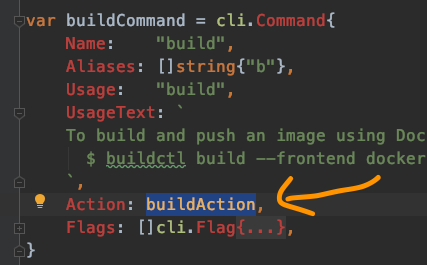 var buildCommand = cli.Command{
Name:    "build",
Aliases: []string{"b"},
Usage:   "build",
UsageText: `
To build and push an image using Doc
$ buildctl build --frontend docker
`,
Action: buildAction,
Flags: []cli.Flag{...},
}